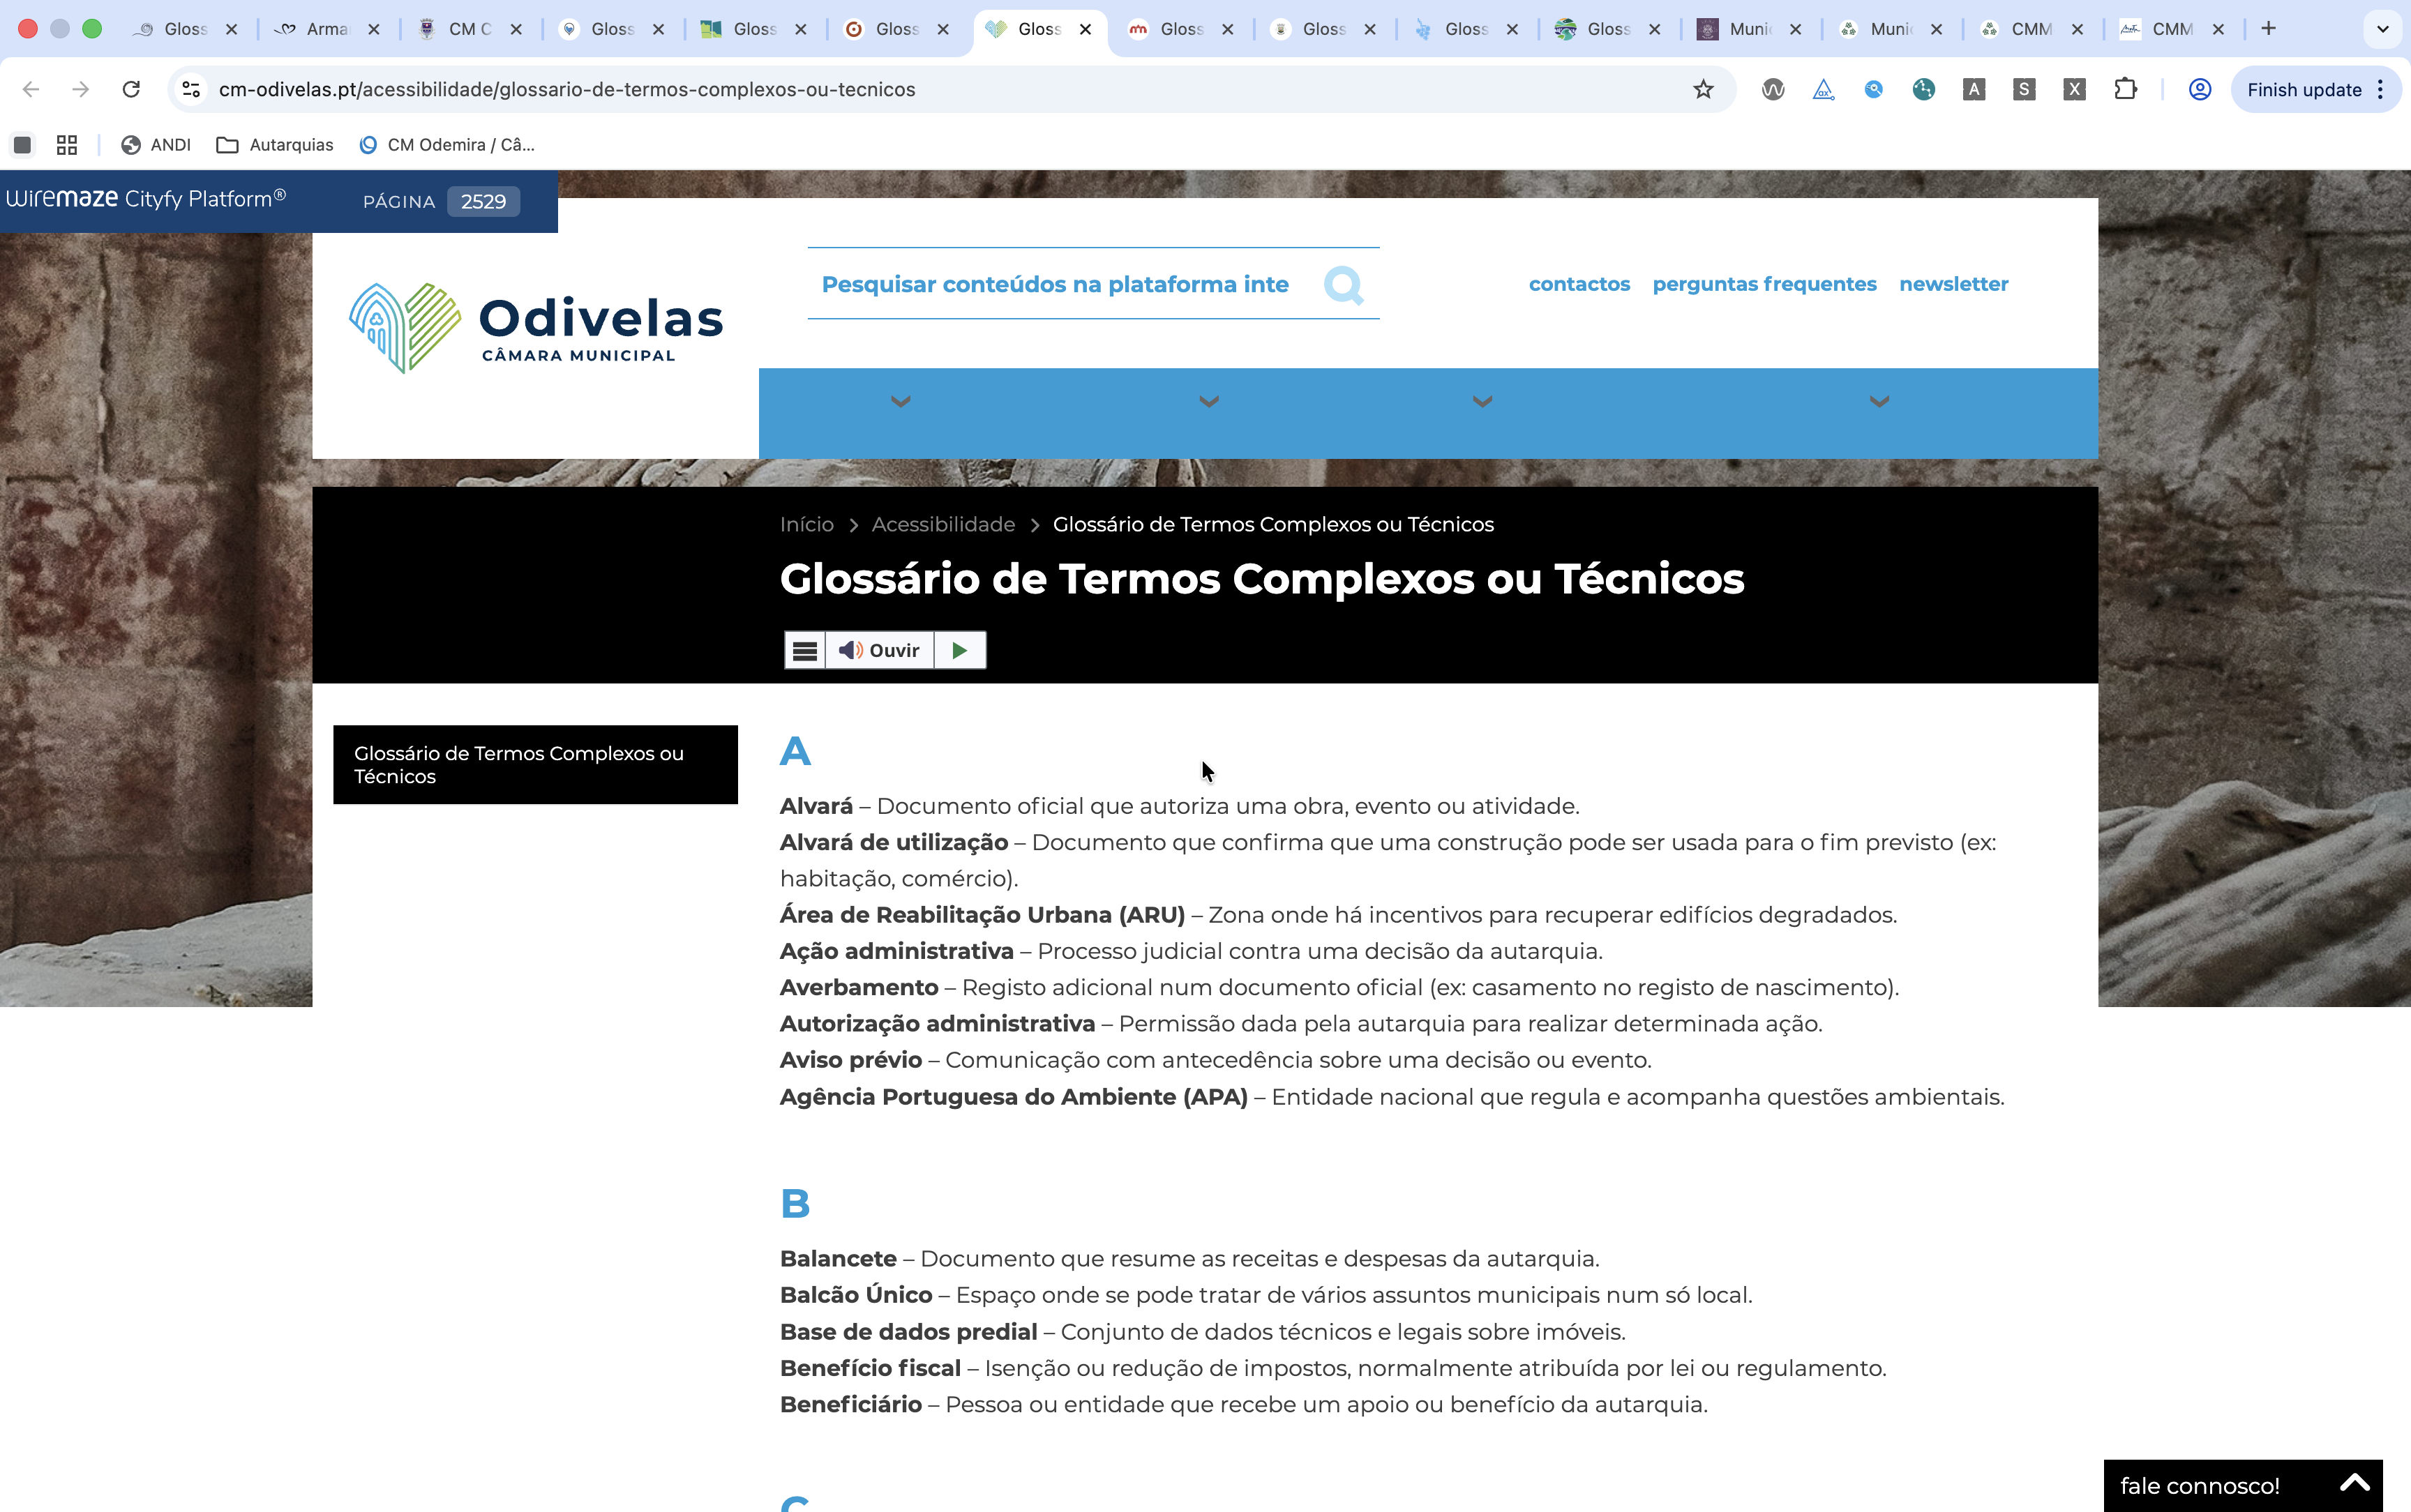 Gloss
Arma
CM C
Gloss
Gloss
Gloss
Gloss
Gloss
Gloss
Gloss
Gloss
Muni
Muni
CMM
CMM
cm-odivelas.pt/acessibilidade/glossario-de-termos-complexos-ou-tecnicos
A
S
X
Finish update
ANDI
Autarquias
CM Odemira / Câ...
wiremaze Cityfy Platform®
PÁGINA 2529
Odivelas
CÂMARA MUNICIPAL
Pesquisar conteúdos na plataforma inte
contactos perguntas frequentes newsletter
Início > Acessibilidade > Glossário de Termos Complexos ou Técnicos
Glossário de Termos Complexos ou Técnicos
Ouvir
Glossário de Termos Complexos ou
Técnicos
A
Alvará – Documento oficial que autoriza uma obra, evento ou atividade.
Alvará de utilização – Documento que confirma que uma construção pode ser usada para o fim previsto (ex:
habitação, comércio).
Área de Reabilitação Urbana (ARU) – Zona onde há incentivos para recuperar edifícios degradados.
Ação administrativa – Processo judicial contra uma decisão da autarquia.
Averbamento – Registo adicional num documento oficial (ex: casamento no registo de nascimento).
Autorização administrativa – Permissão dada pela autarquia para realizar determinada ação.
Aviso prévio – Comunicação com antecedência sobre uma decisão ou evento.
Agência Portuguesa do Ambiente (APA) – Entidade nacional que regula e acompanha questões ambientais.
B
Balancete – Documento que resume as receitas e despesas da autarquia.
Balcão Único – Espaço onde se pode tratar de vários assuntos municipais num só local.
Base de dados predial – Conjunto de dados técnicos e legais sobre imóveis.
Benefício fiscal – Isenção ou redução de impostos, normalmente atribuída por lei ou regulamento.
Beneficiário – Pessoa ou entidade que recebe um apoio ou benefício da autarquia.
C
fale connosco!